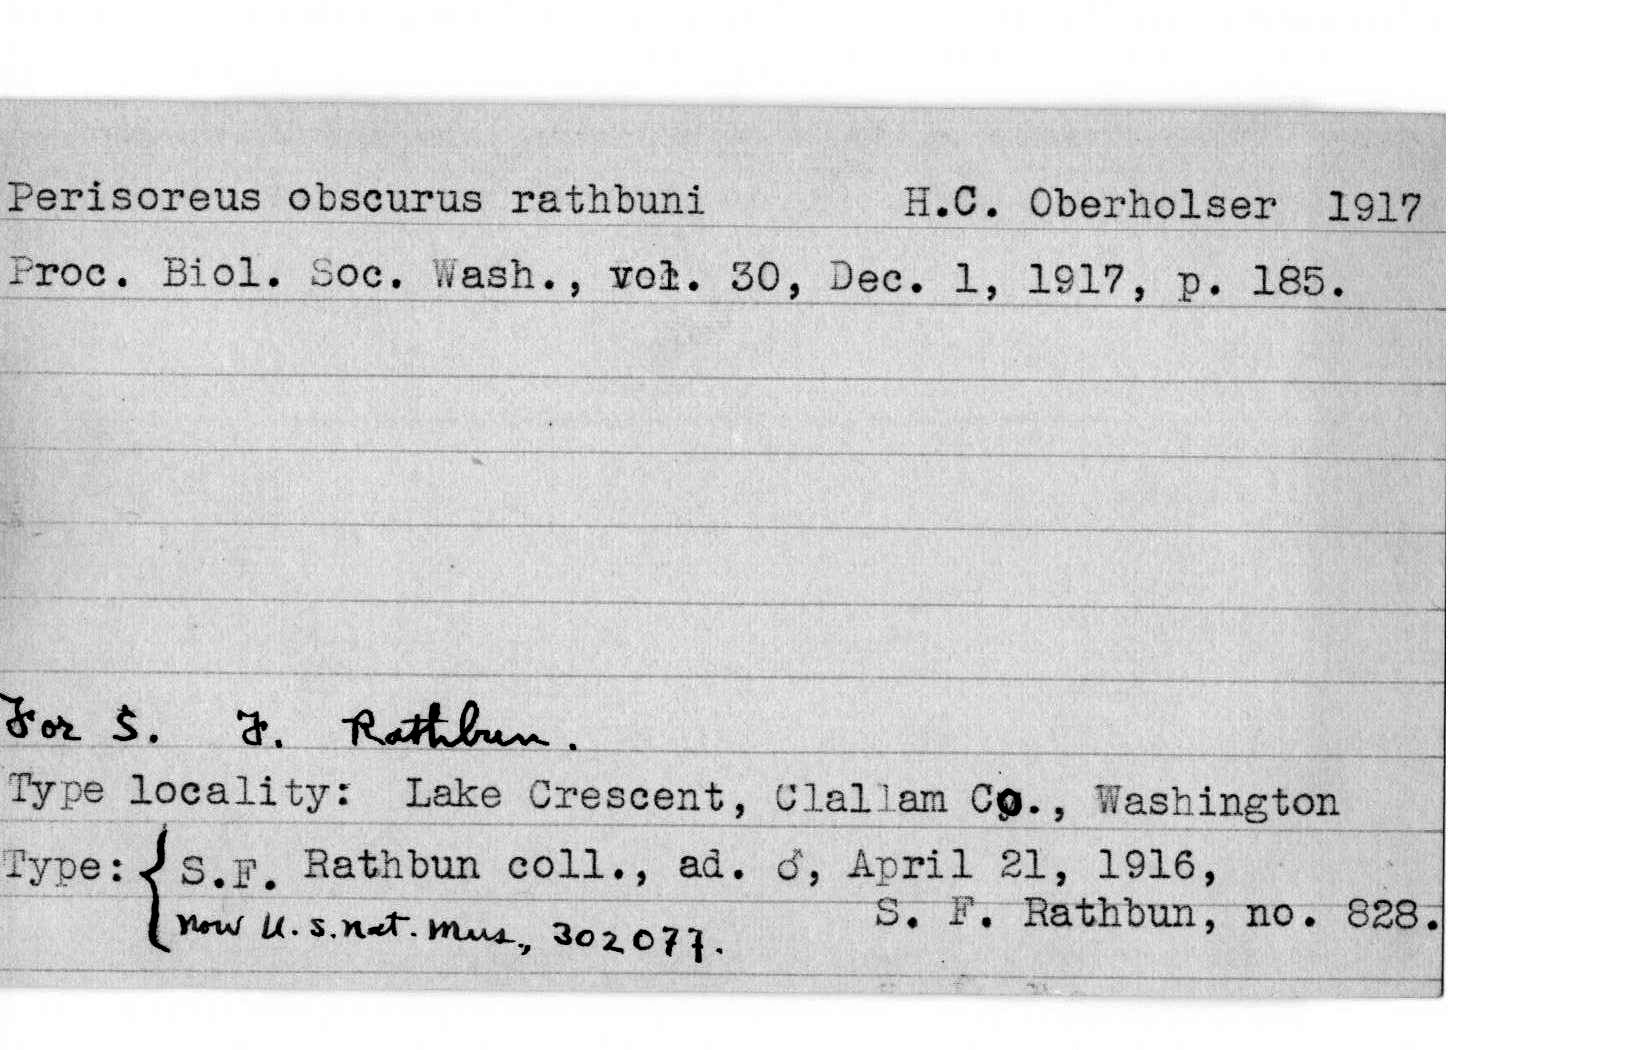 Perisoreus obscurus rathbuni H.C. Oberholser 1917
Proc. Biol. Soc. Wash., vol. 30, Dec. 1, 1917, p. 185.
For S. F. Rathbun.
Type locality: Lake Crescent, Clallam Co., Washington
Type: { S.F. Rathbun coll., ad. ♂, April 21, 1916,
S. F. Rathbun, no. 828.
now U.S. nat. mus., 302077.